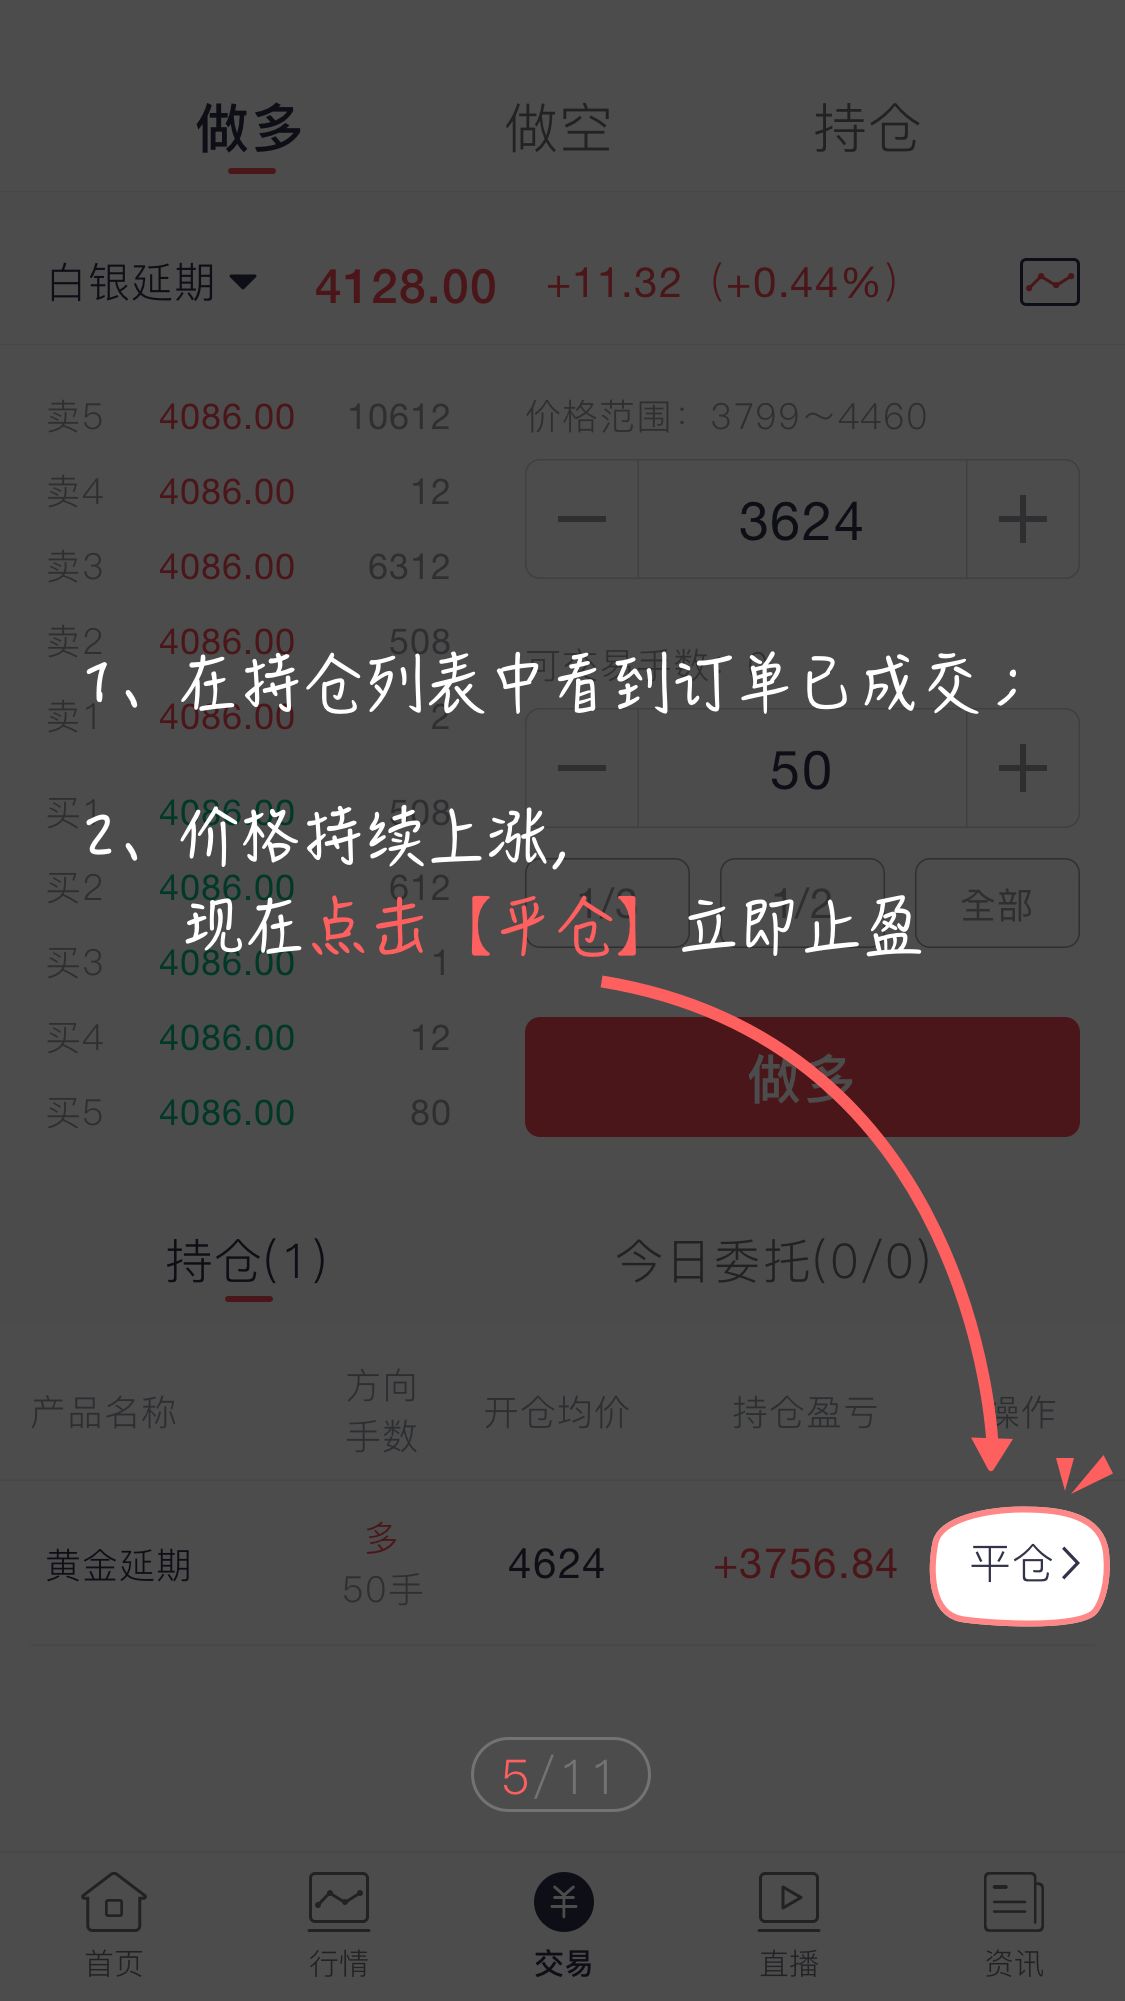 做多 做空 持仓
白银延期 4128.00 +11.32 (+0.44%)
卖5 4086.00 10612 价格范围：3799～4460
卖4 4086.00 12
3624
卖3 4086.00 6312
卖2 4086.00 508 可交易手数
1、在持仓列表中看到订单已成交；
卖1 4086.00 2
50
买1 4086.00 508
2、价格持续上涨,
买2 4086.00 612 1/3 1/2 全部
现在点击【平仓】立即止盈
买3 4086.00 1
买4 4086.00 12
做多
买5 4086.00 80
持仓(1) 今日委托(0/0)
产品名称 方向 开仓均价 持仓盈亏 操作
手数
黄金延期 多 4624 +3756.84 平仓
50手
5/11
首页 行情 交易 直播 资讯